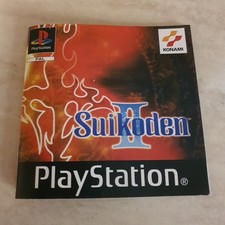 PlayStation
PAL
KONAMI
Suikoden
II
PlayStation®